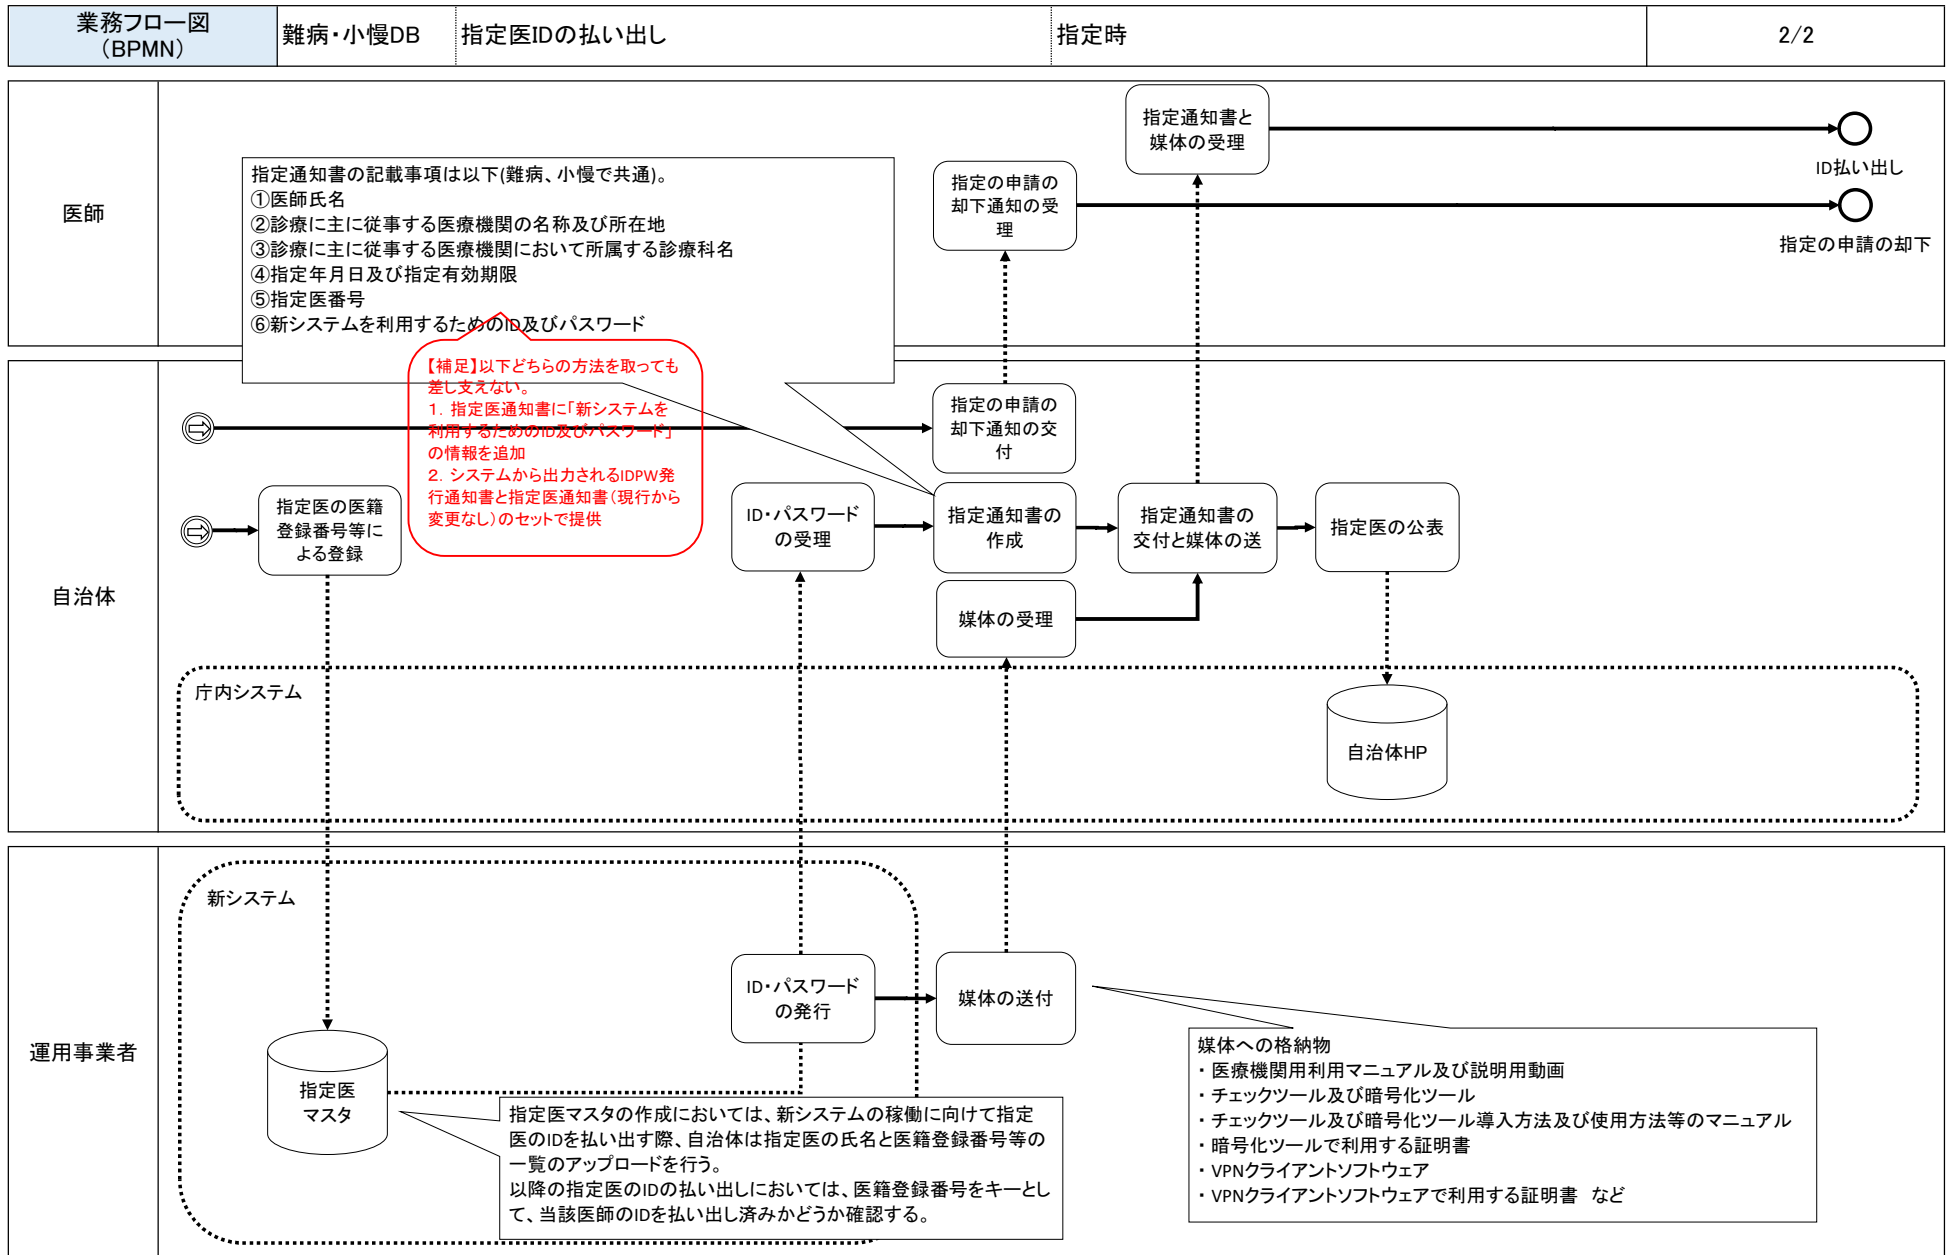 業務フロー図
（BPMN）
難病・小慢DB
指定医IDの払い出し
指定時
2/2
医師
指定通知書の記載事項は以下(難病、小慢で共通)。
①医師氏名
②診療に主に従事する医療機関の名称及び所在地
③診療に主に従事する医療機関において所属する診療科名
④指定年月日及び指定有効期限
⑤指定医番号
⑥新システムを利用するためのID及びパスワード
指定の申請の
却下通知の受
理
指定通知書と
媒体の受理
ID払い出し
指定の申請の却下
自治体
【補足】以下どちらの方法を取っても
差し支えない。
１．指定医通知書に「新システムを
利用するためのID及びパスワード」
の情報を追加
２．システムから出力されるIDPW発
行通知書と指定医通知書（現行から
変更なし）のセットで提供
指定の申請の
却下通知の交
付
指定医の医籍
登録番号等に
よる登録
ID・パスワード
の受理
指定通知書の
作成
指定通知書の
交付と媒体の送
指定医の公表
媒体の受理
庁内システム
自治体HP
運用事業者
新システム
ID・パスワード
の発行
媒体の送付
指定医
マスタ
指定医マスタの作成においては、新システムの稼働に向けて指定
医のIDを払い出す際、自治体は指定医の氏名と医籍登録番号等の
一覧のアップロードを行う。
以降の指定医のIDの払い出しにおいては、医籍登録番号をキーとし
て、当該医師のIDを払い出し済みかどうか確認する。
媒体への格納物
・医療機関用利用マニュアル及び説明用動画
・チェックツール及び暗号化ツール
・チェックツール及び暗号化ツール導入方法及び使用方法等のマニュアル
・暗号化ツールで利用する証明書
・VPNクライアントソフトウェア
・VPNクライアントソフトウェアで利用する証明書　など